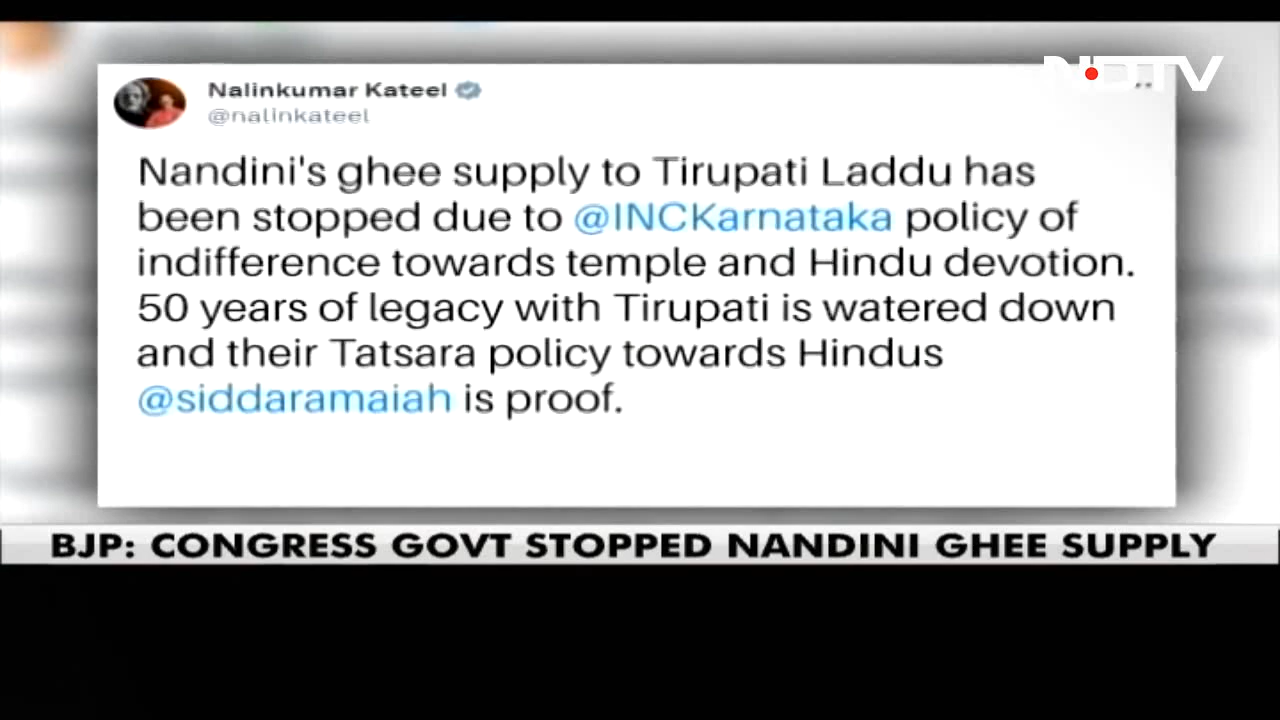 NDTV
Nalinkumar Kateel
@nalinkateel
Nandini's ghee supply to Tirupati Laddu has
been stopped due to @INCKarnataka policy of
indifference towards temple and Hindu devotion.
50 years of legacy with Tirupati is watered down
and their Tatsara policy towards Hindus
@siddaramaiah is proof.
BJP: CONGRESS GOVT STOPPED NANDINI GHEE SUPPLY